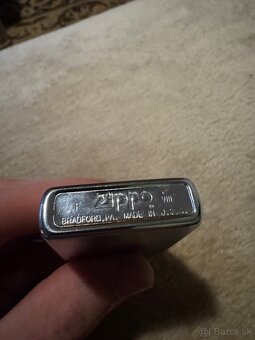 zippo
BRADFORD, PA. MADE IN U.S.A.
Bazos.sk